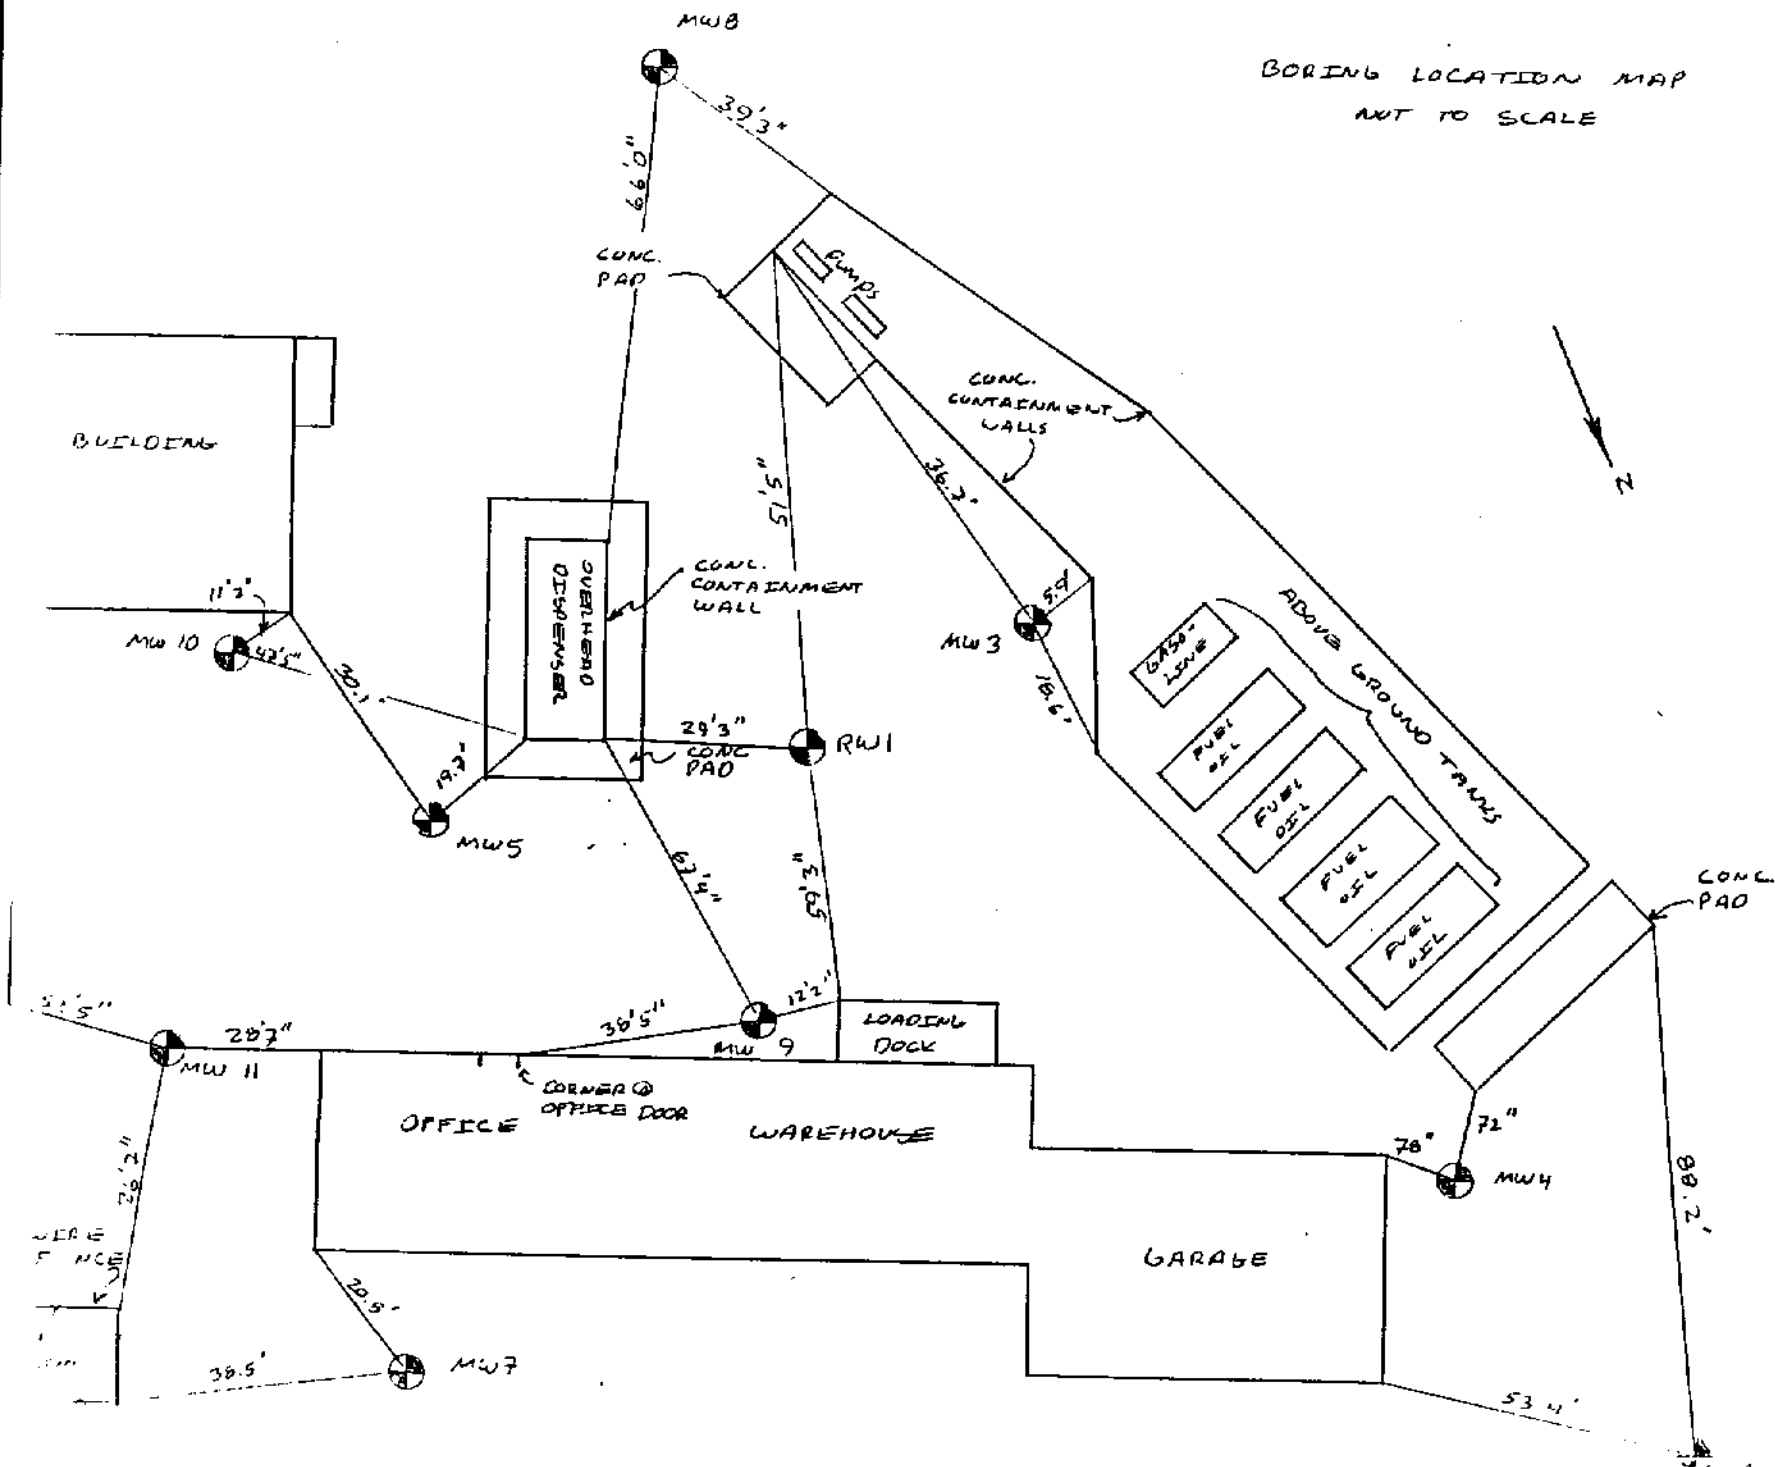 MW8
BORING LOCATION MAP
NOT TO SCALE
39'3"
66'0"
CONC.
PAD
PUMPS
CONC.
CONTAINMENT
WALLS
N
BUILDING
51'5"
36.7'
OVERHEAD
DISPENSER
CONC.
CONTAINMENT
WALL
11'7"
MW 10
42'5"
30.1'
5.9'
MW 3
18.6'
GASO-
LINE
FUEL
OIL
FUEL
OIL
FUEL
OIL
FUEL
OIL
ABOVE GROUND TANKS
29'3"
CONC
PAD
RW1
19.7'
MW5
67'4"
59'3"
CONC.
PAD
12'2"
38'5"
MW 9
LOADING
DOCK
28'7"
MW 11
CORNER @
OFFICE DOOR
OFFICE
WAREHOUSE
78"
72"
MW4
88.2'
GARAGE
20.5'
38.5'
MW7
53.4'